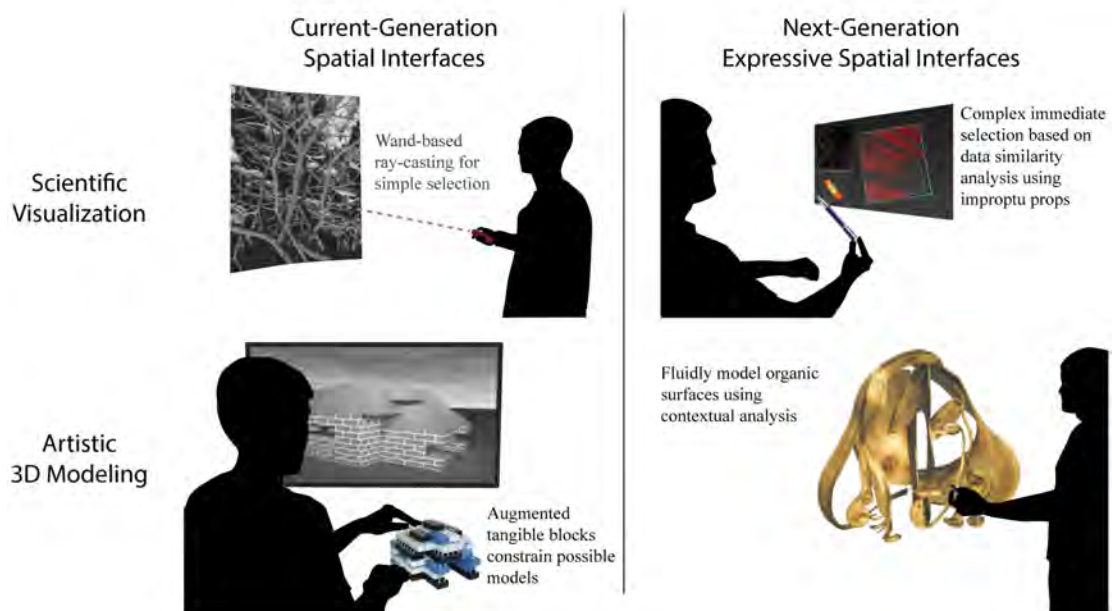 Current-Generation
Spatial Interfaces
Next-Generation
Expressive Spatial Interfaces
Scientific
Visualization
Wand-based
ray-casting for
simple selection
Complex immediate
selection based on
data similarity
analysis using
impromptu props
Artistic
3D Modeling
Augmented
tangible blocks
constrain possible
models
Fluidly model organic
surfaces using
contextual analysis